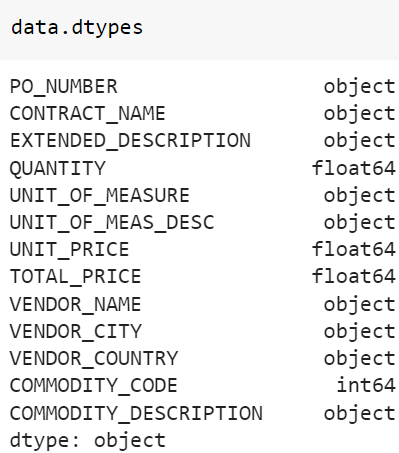 data.dtypes
PO_NUMBER object
CONTRACT_NAME object
EXTENDED_DESCRIPTION object
QUANTITY float64
UNIT_OF_MEASURE object
UNIT_OF_MEAS_DESC object
UNIT_PRICE float64
TOTAL_PRICE float64
VENDOR_NAME object
VENDOR_CITY object
VENDOR_COUNTRY object
COMMODITY_CODE int64
COMMODITY_DESCRIPTION object
dtype: object